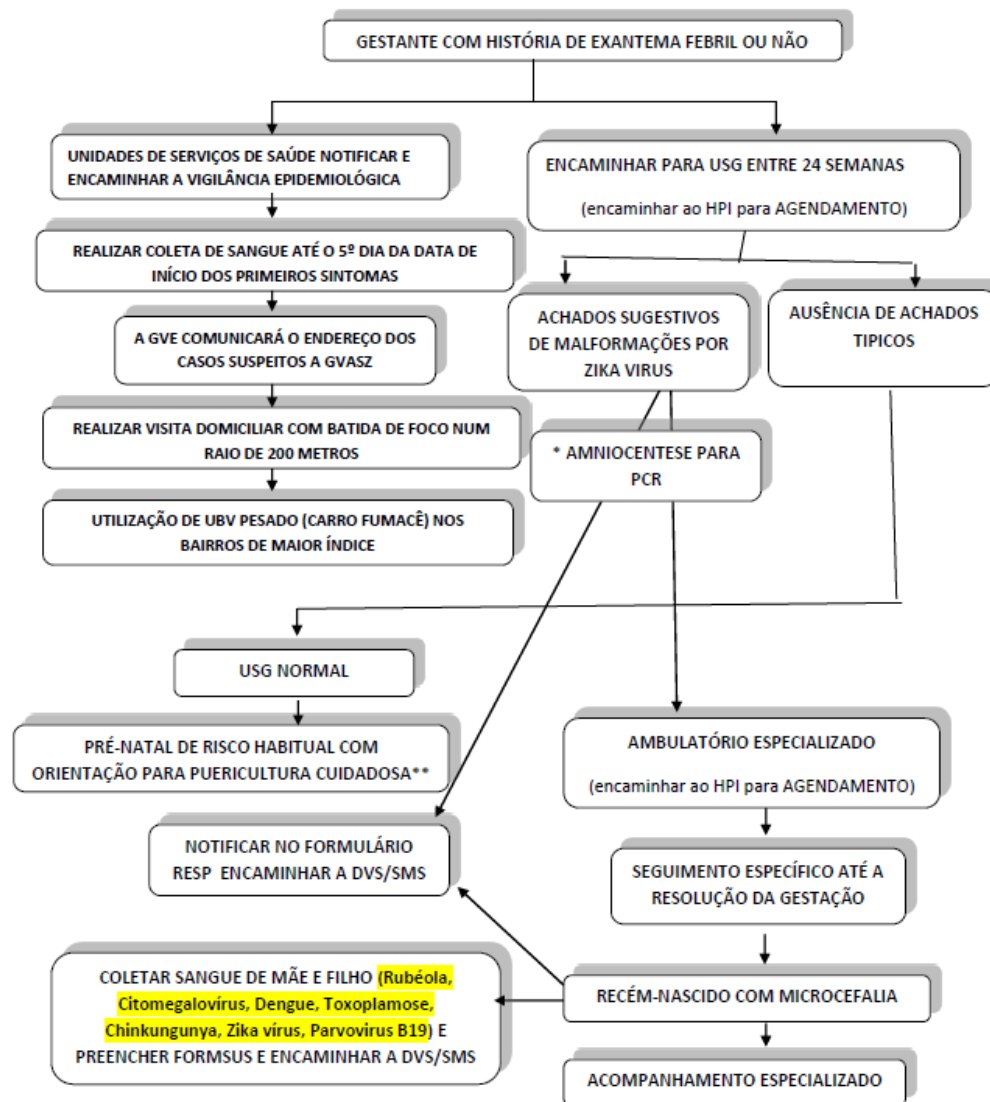 GESTANTE COM HISTÓRIA DE EXANTEMA FEBRIL OU NÃO
UNIDADES DE SERVIÇOS DE SAÚDE NOTIFICAR E
ENCAMINHAR A VIGILÂNCIA EPIDEMIOLÓGICA
REALIZAR COLETA DE SANGUE ATÉ O 5º DIA DA DATA DE
INÍCIO DOS PRIMEIROS SINTOMAS
A GVE COMUNICARÁ O ENDEREÇO DOS
CASOS SUSPEITOS A GVASZ
REALIZAR VISITA DOMICILIAR COM BATIDA DE FOCO NUM
RAIO DE 200 METROS
UTILIZAÇÃO DE UBV PESADO (CARRO FUMACÊ) NOS
BAIRROS DE MAIOR ÍNDICE
ENCAMINHAR PARA USG ENTRE 24 SEMANAS
(encaminhar ao HPI para AGENDAMENTO)
ACHADOS SUGESTIVOS
DE MALFORMAÇÕES POR
ZIKA VIRUS
AUSÊNCIA DE ACHADOS
TIPICOS
* AMNIOCENTESE PARA
PCR
USG NORMAL
PRÉ-NATAL DE RISCO HABITUAL COM
ORIENTAÇÃO PARA PUERICULTURA CUIDADOSA**
NOTIFICAR NO FORMULÁRIO
RESP ENCAMINHAR A DVS/SMS
AMBULATÓRIO ESPECIALIZADO
(encaminhar ao HPI para AGENDAMENTO)
SEGUIMENTO ESPECÍFICO ATÉ A
RESOLUÇÃO DA GESTAÇÃO
RECÉM-NASCIDO COM MICROCEFALIA
COLETAR SANGUE DE MÃE E FILHO (Rubéola,
Citomegalovírus, Dengue, Toxoplamose,
Chinkungunya, Zika vírus, Parvovirus B19) E
PREENCHER FORMSUS E ENCAMINHAR A DVS/SMS
ACOMPANHAMENTO ESPECIALIZADO